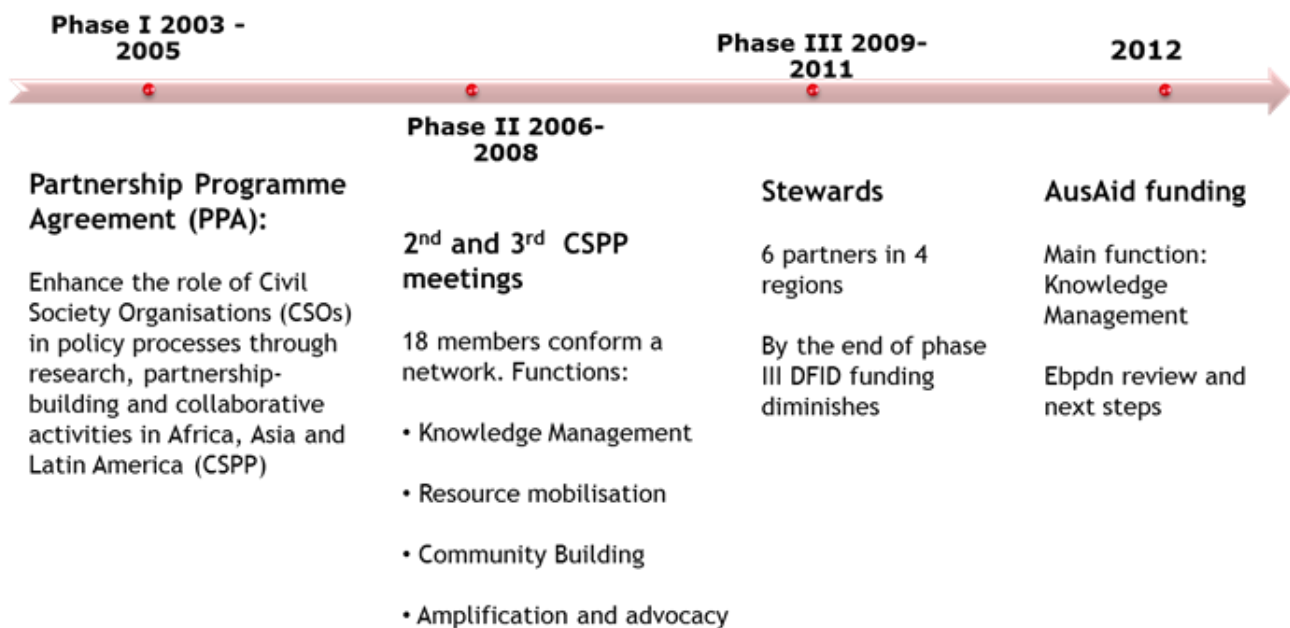 Phase I 2003 -
2005
Partnership Programme
Agreement (PPA):
Enhance the role of Civil
Society Organisations (CSOs)
in policy processes through
research, partnership-
building and collaborative
activities in Africa, Asia and
Latin America (CSPP)
Phase II 2006-
2008
2nd and 3rd CSPP
meetings
18 members conform a
network. Functions:
• Knowledge Management
• Resource mobilisation
• Community Building
• Amplification and advocacy
Phase III 2009-
2011
Stewards
6 partners in 4
regions
By the end of phase
III DFID funding
diminishes
2012
AusAid funding
Main function:
Knowledge
Management
Ebpdn review and
next steps